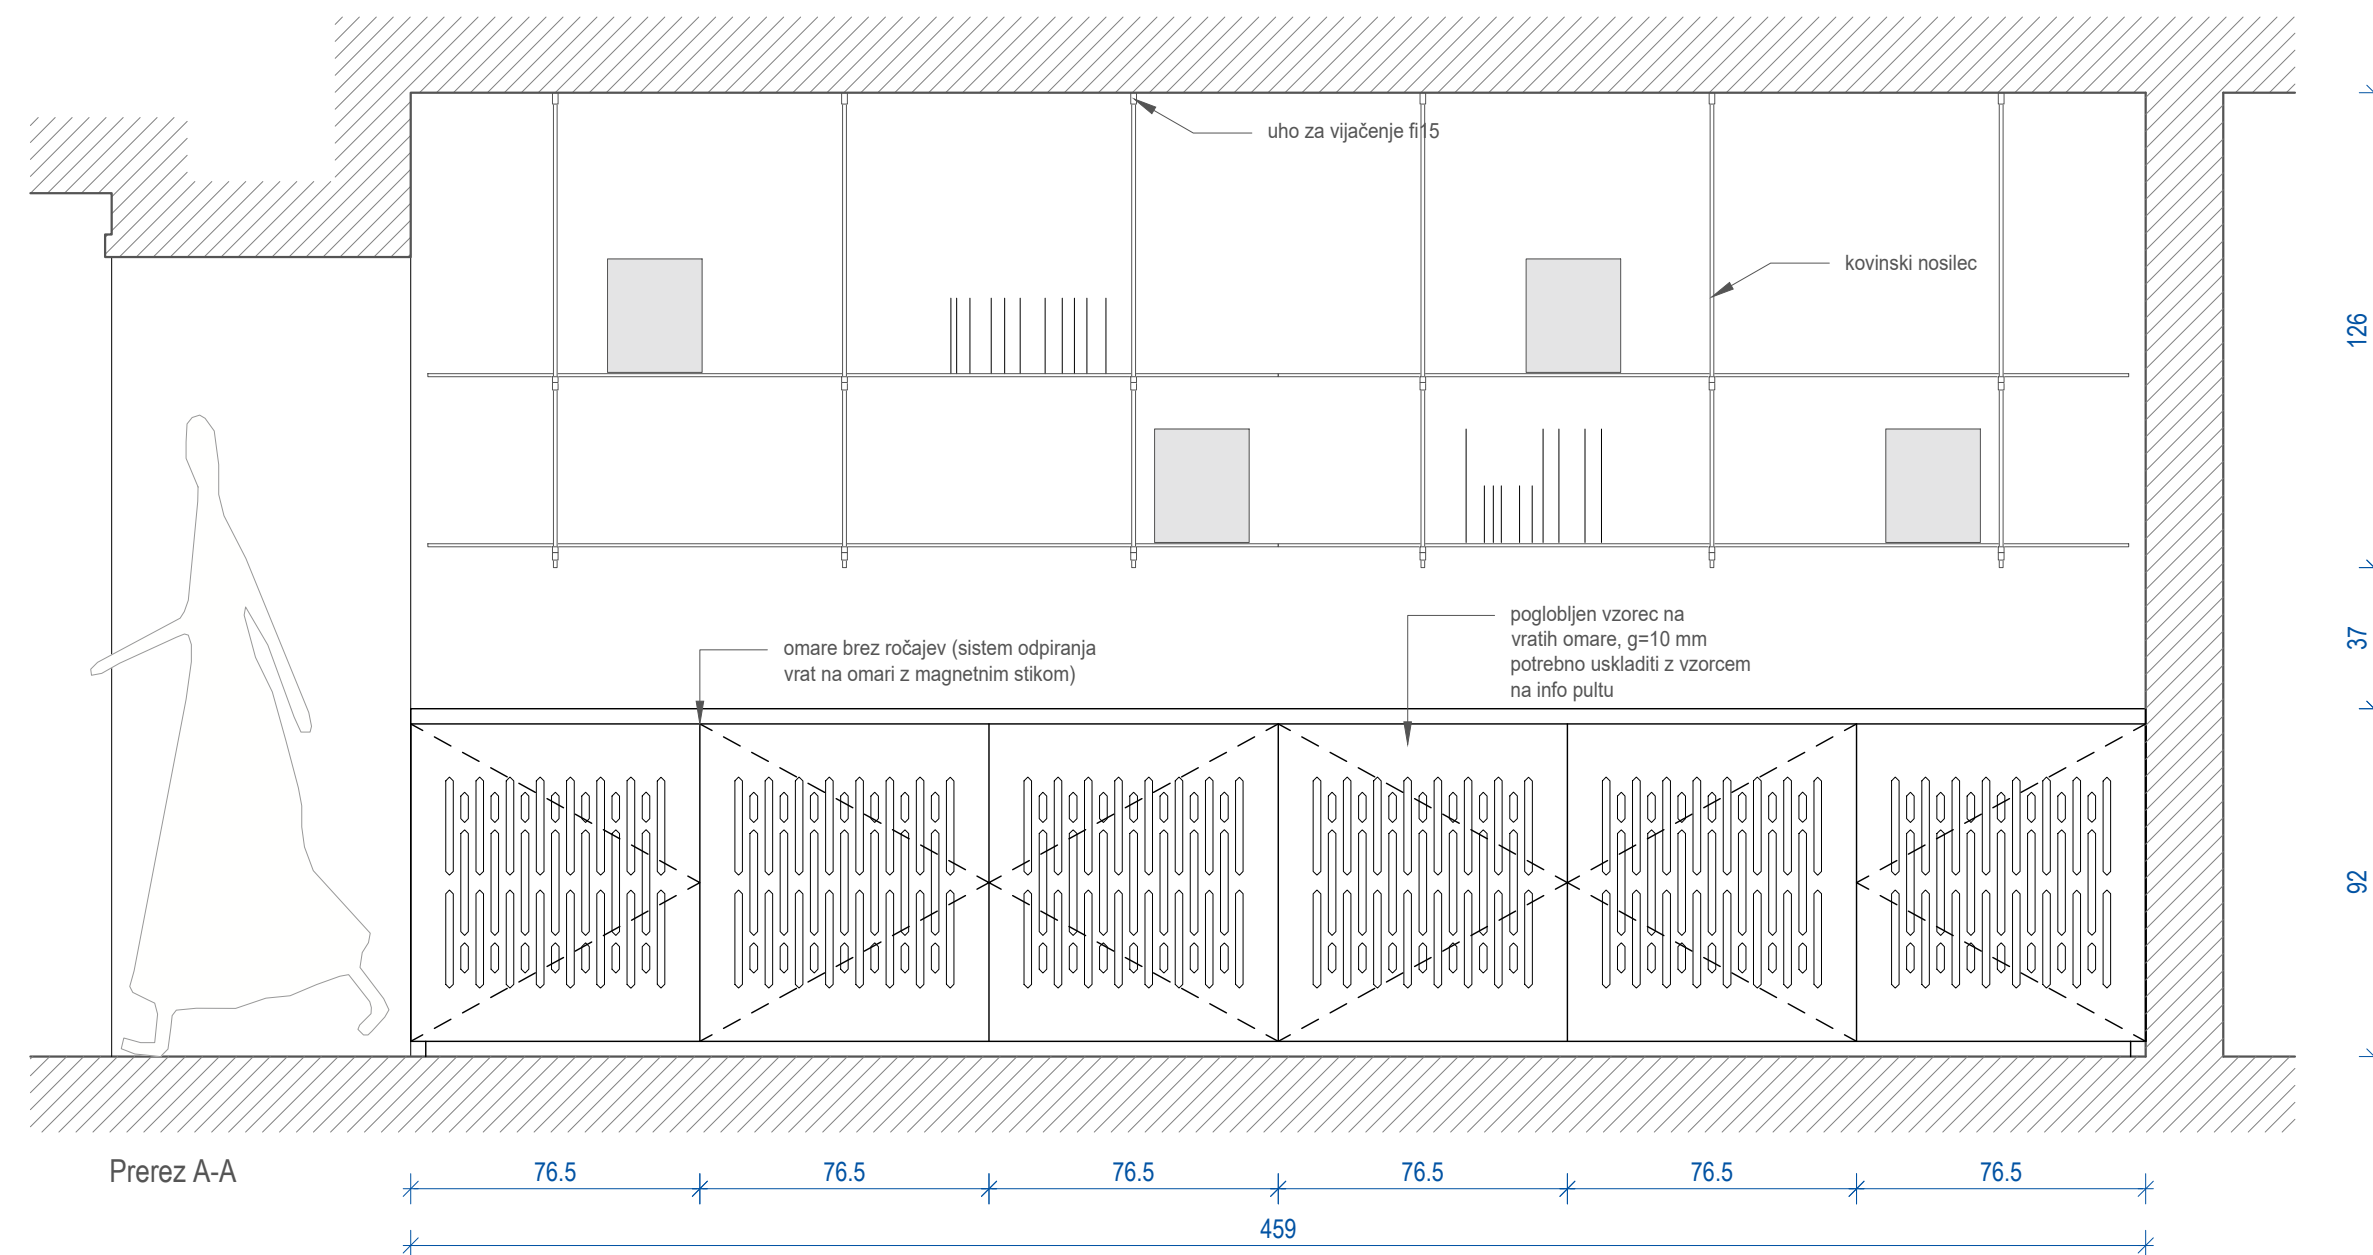 uho za vijačenje fi15
kovinski nosilec
126
poglobljen vzorec na
vratih omare, g=10 mm
potrebno uskladiti z vzorcem
na info pultu
omare brez ročajev (sistem odpiranja
vrat na omari z magnetnim stikom)
37
92
Prerez A-A
76.5 76.5 76.5 76.5 76.5 76.5
459